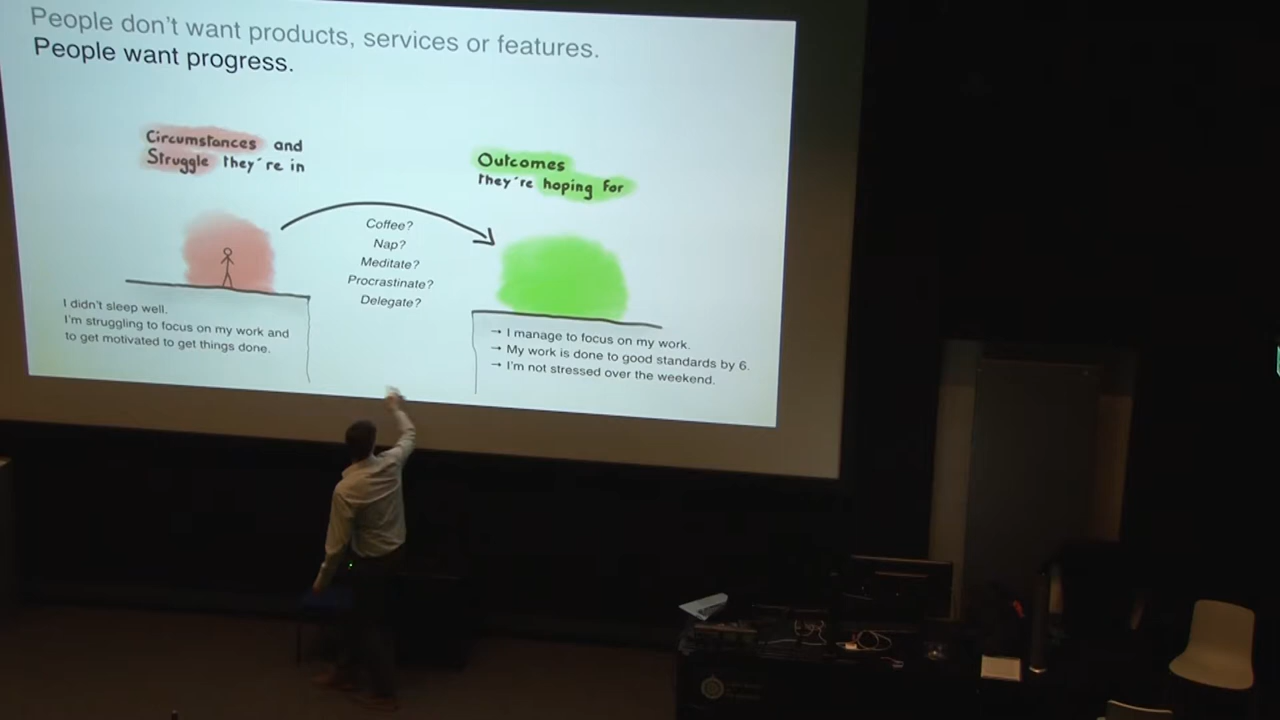 People don't want products, services or features.
People want progress.
Circumstances and
Struggle they're in
Outcomes
they're hoping for
Coffee?
Nap?
Meditate?
Procrastinate?
Delegate?
I didn't sleep well.
I'm struggling to focus on my work and
to get motivated to get things done.
→ I manage to focus on my work.
→ My work is done to good standards by 6.
→ I'm not stressed over the weekend.